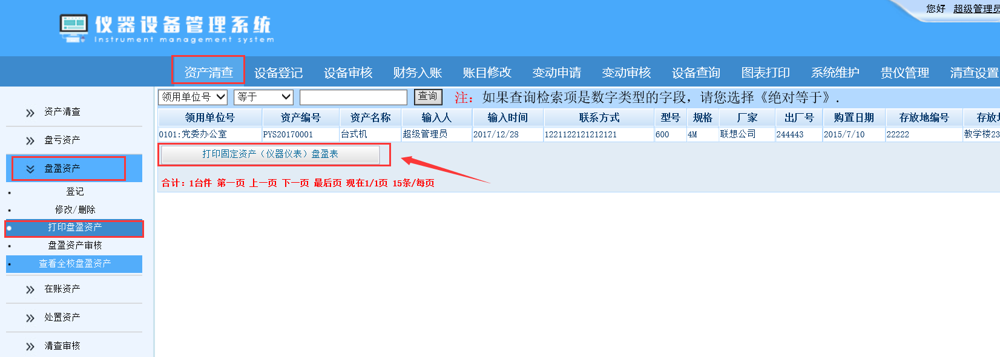 您好 超级管理员
仪器设备管理系统
Instrument management system
资产清查 设备登记 设备审核 财务入账 账目修改 变动申请 变动审核 设备查询 图表打印 系统维护 贵仪管理 清查设置
领用单位号 等于 查询 注：如果查询检索项是数字类型的字段，请您选择《绝对等于》.
领用单位号 资产编号 资产名称 输入人 输入时间 联系方式 型号 规格 厂家 出厂号 购置日期 存放地编号 存放
0101:党委办公室 PYS20170001 台式机 超级管理员 2017/12/28 1221122121212121 600 4M 联想公司 244443 2015/7/10 22222 教学楼23
打印固定资产（仪器仪表）盘盈表
合计：1台件 第一页 上一页 下一页 最后页 现在1/1页 15条/每页
资产清查
盘亏资产
盘盈资产
登记
修改/删除
打印盘盈资产
盘盈资产审核
查看全校盘盈资产
在账资产
处置资产
清查审核